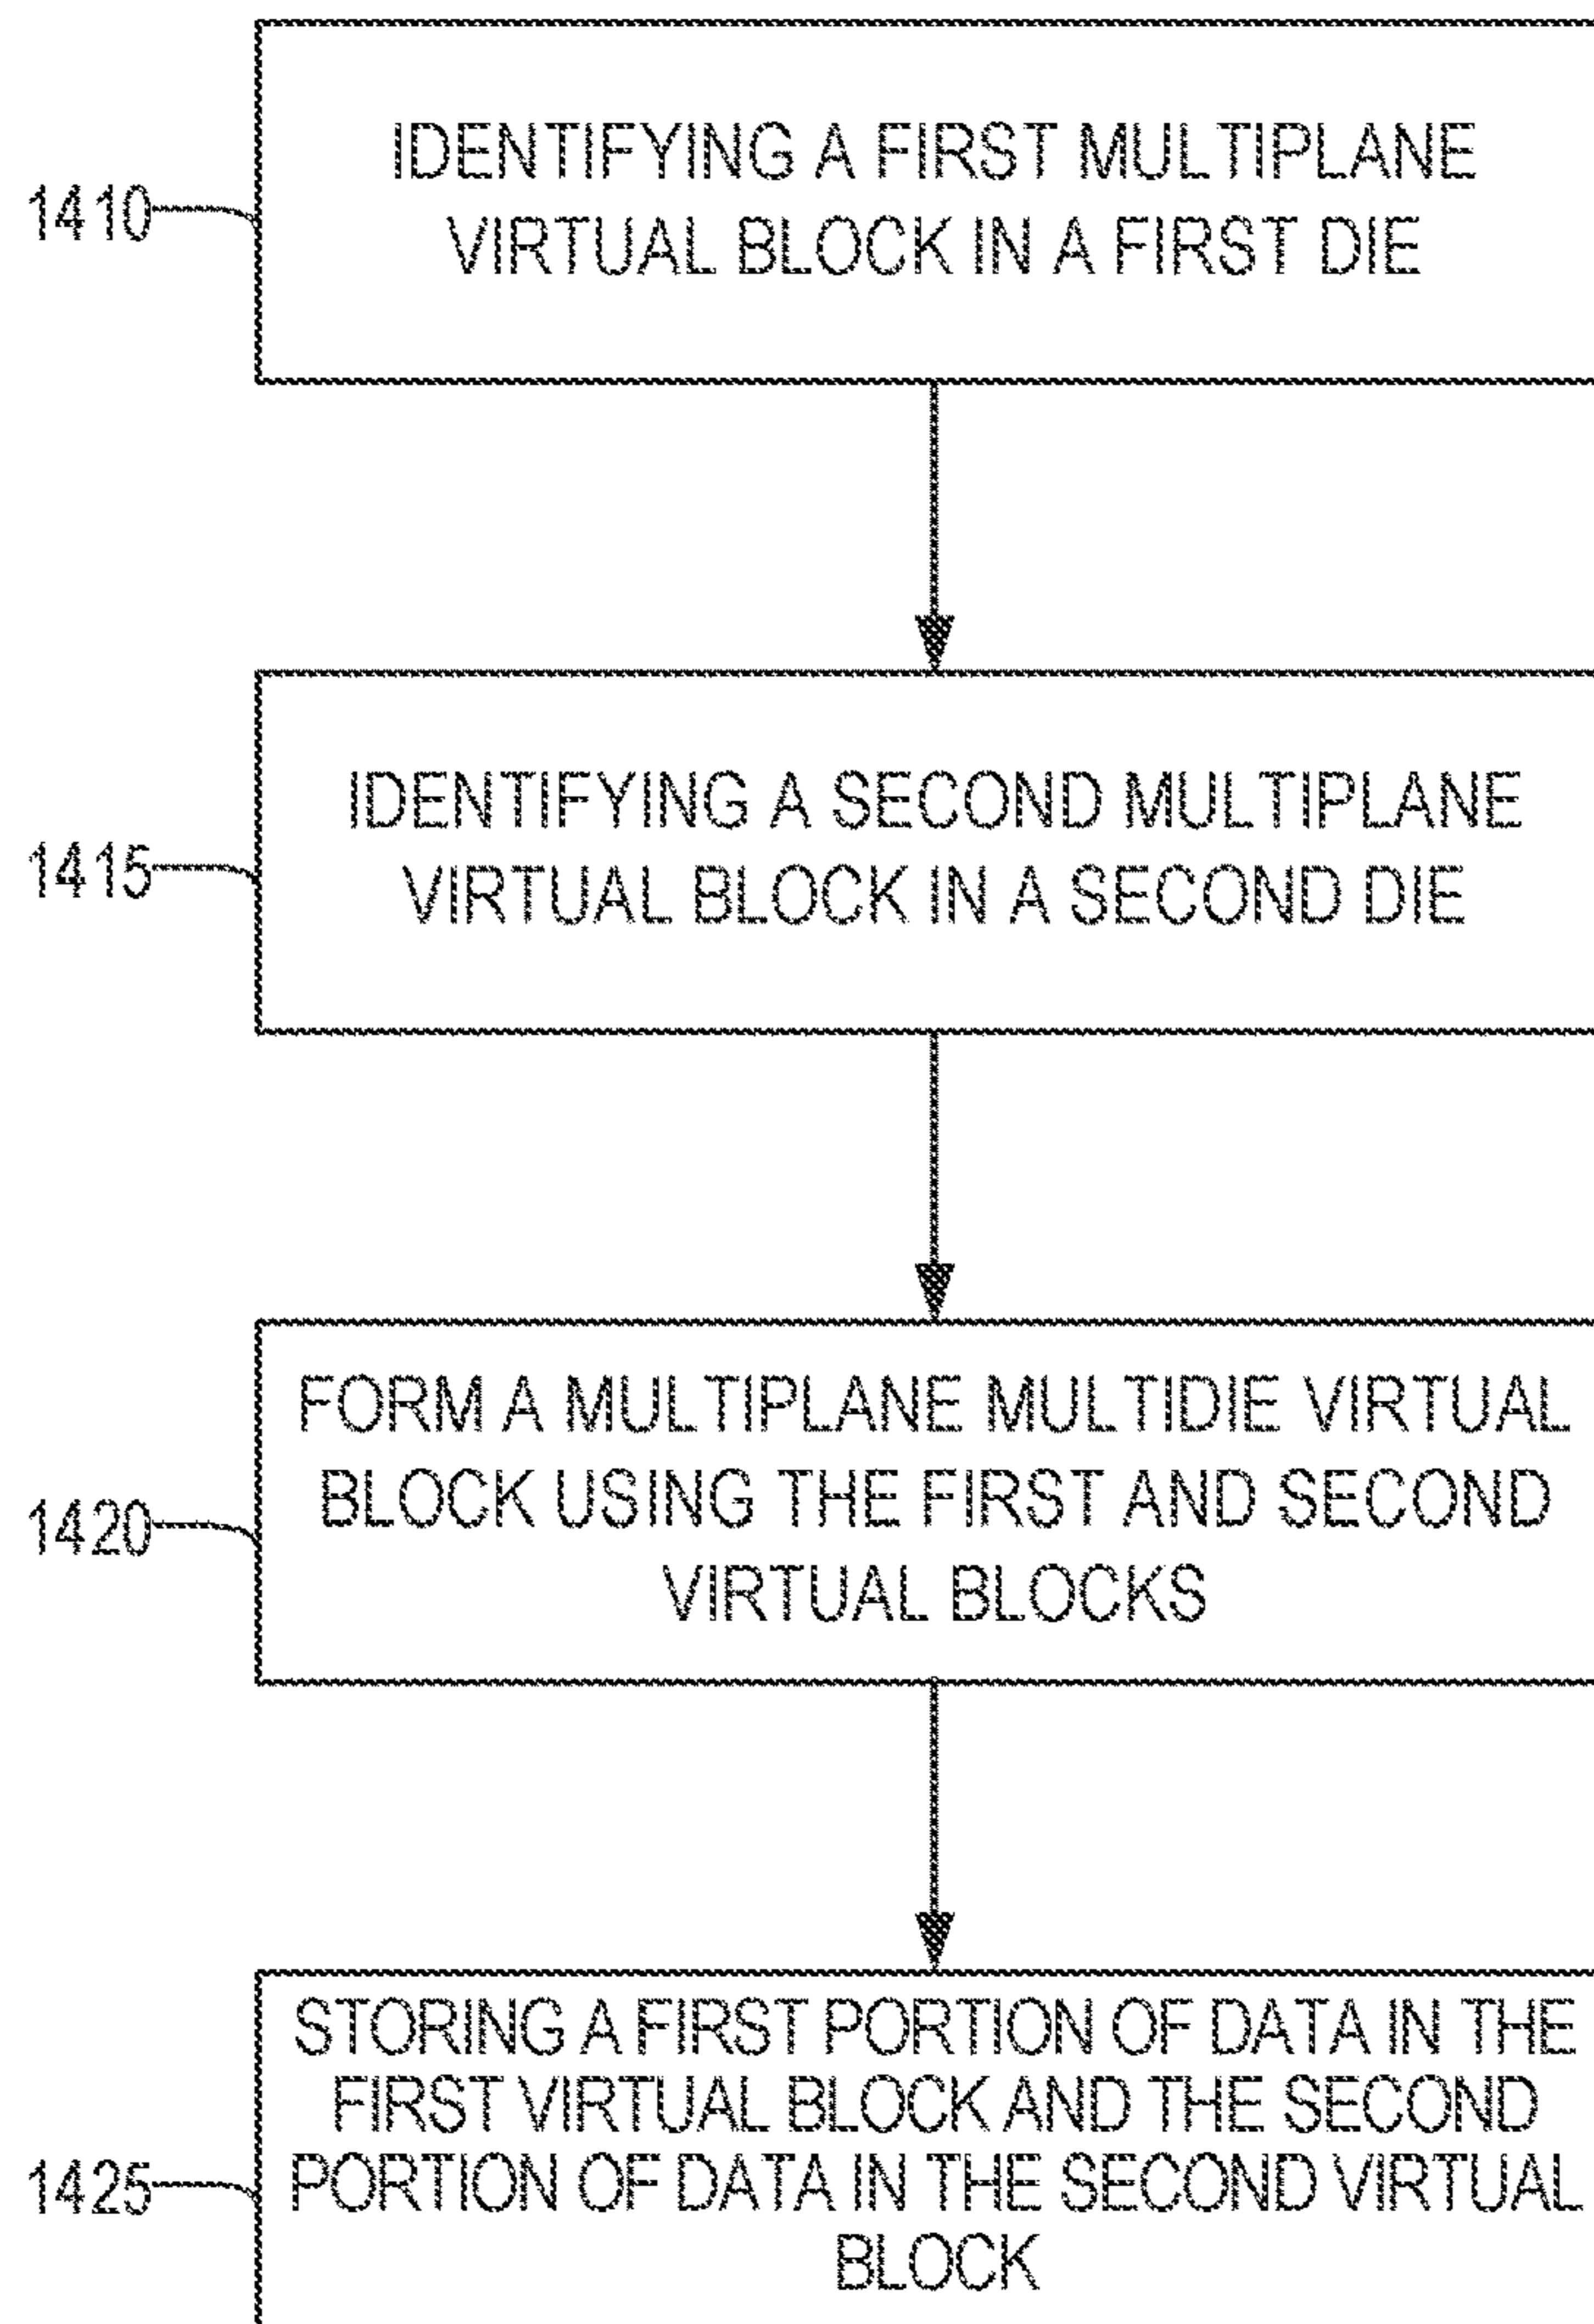 IDENTIFYING A FIRST MULTIPLANE
VIRTUAL BLOCK IN A FIRST DIE
1410
IDENTIFYING A SECOND MULTIPLANE
VIRTUAL BLOCK IN A SECOND DIE
1415
FORM A MULTIPLANE MULTIDIE VIRTUAL
BLOCK USING THE FIRST AND SECOND
VIRTUAL BLOCKS
1420
STORING A FIRST PORTION OF DATA IN THE
FIRST VIRTUAL BLOCK AND THE SECOND
PORTION OF DATA IN THE SECOND VIRTUAL
BLOCK
1425